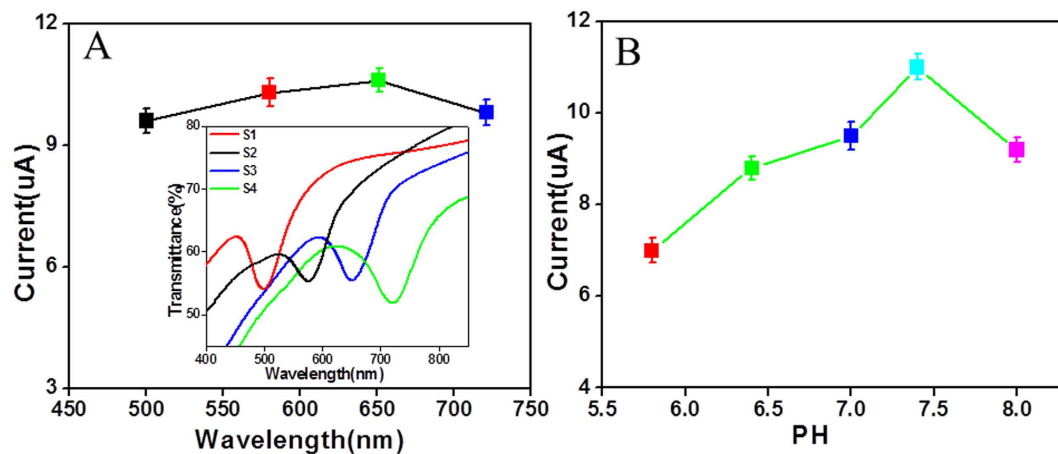 A
12
9
6
3
Current(uA)
450 500 550 600 650 700 750
Wavelength(nm)
S1
S2
S3
S4
80
70
60
50
Transmittance(%)
400 500 600 700 800
Wavelength(nm)
B
12
10
8
6
4
Current(uA)
5.5 6.0 6.5 7.0 7.5 8.0
PH